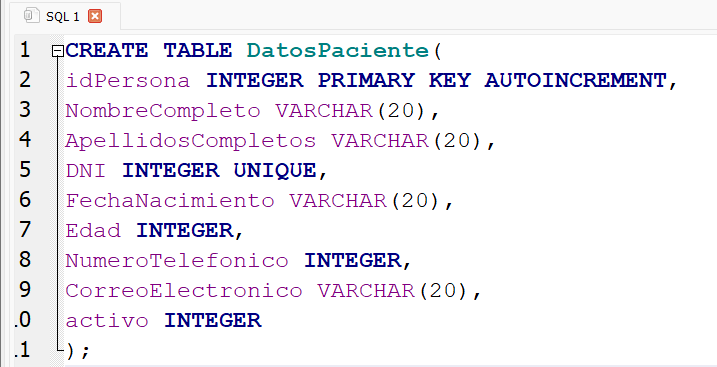 SQL 1
1 CREATE TABLE DatosPaciente(
2 idPersona INTEGER PRIMARY KEY AUTOINCREMENT,
3 NombreCompleto VARCHAR(20),
4 ApellidosCompletos VARCHAR(20),
5 DNI INTEGER UNIQUE,
6 FechaNacimiento VARCHAR(20),
7 Edad INTEGER,
8 NumeroTelefonico INTEGER,
9 CorreoElectronico VARCHAR(20),
.0 activo INTEGER
.1 );